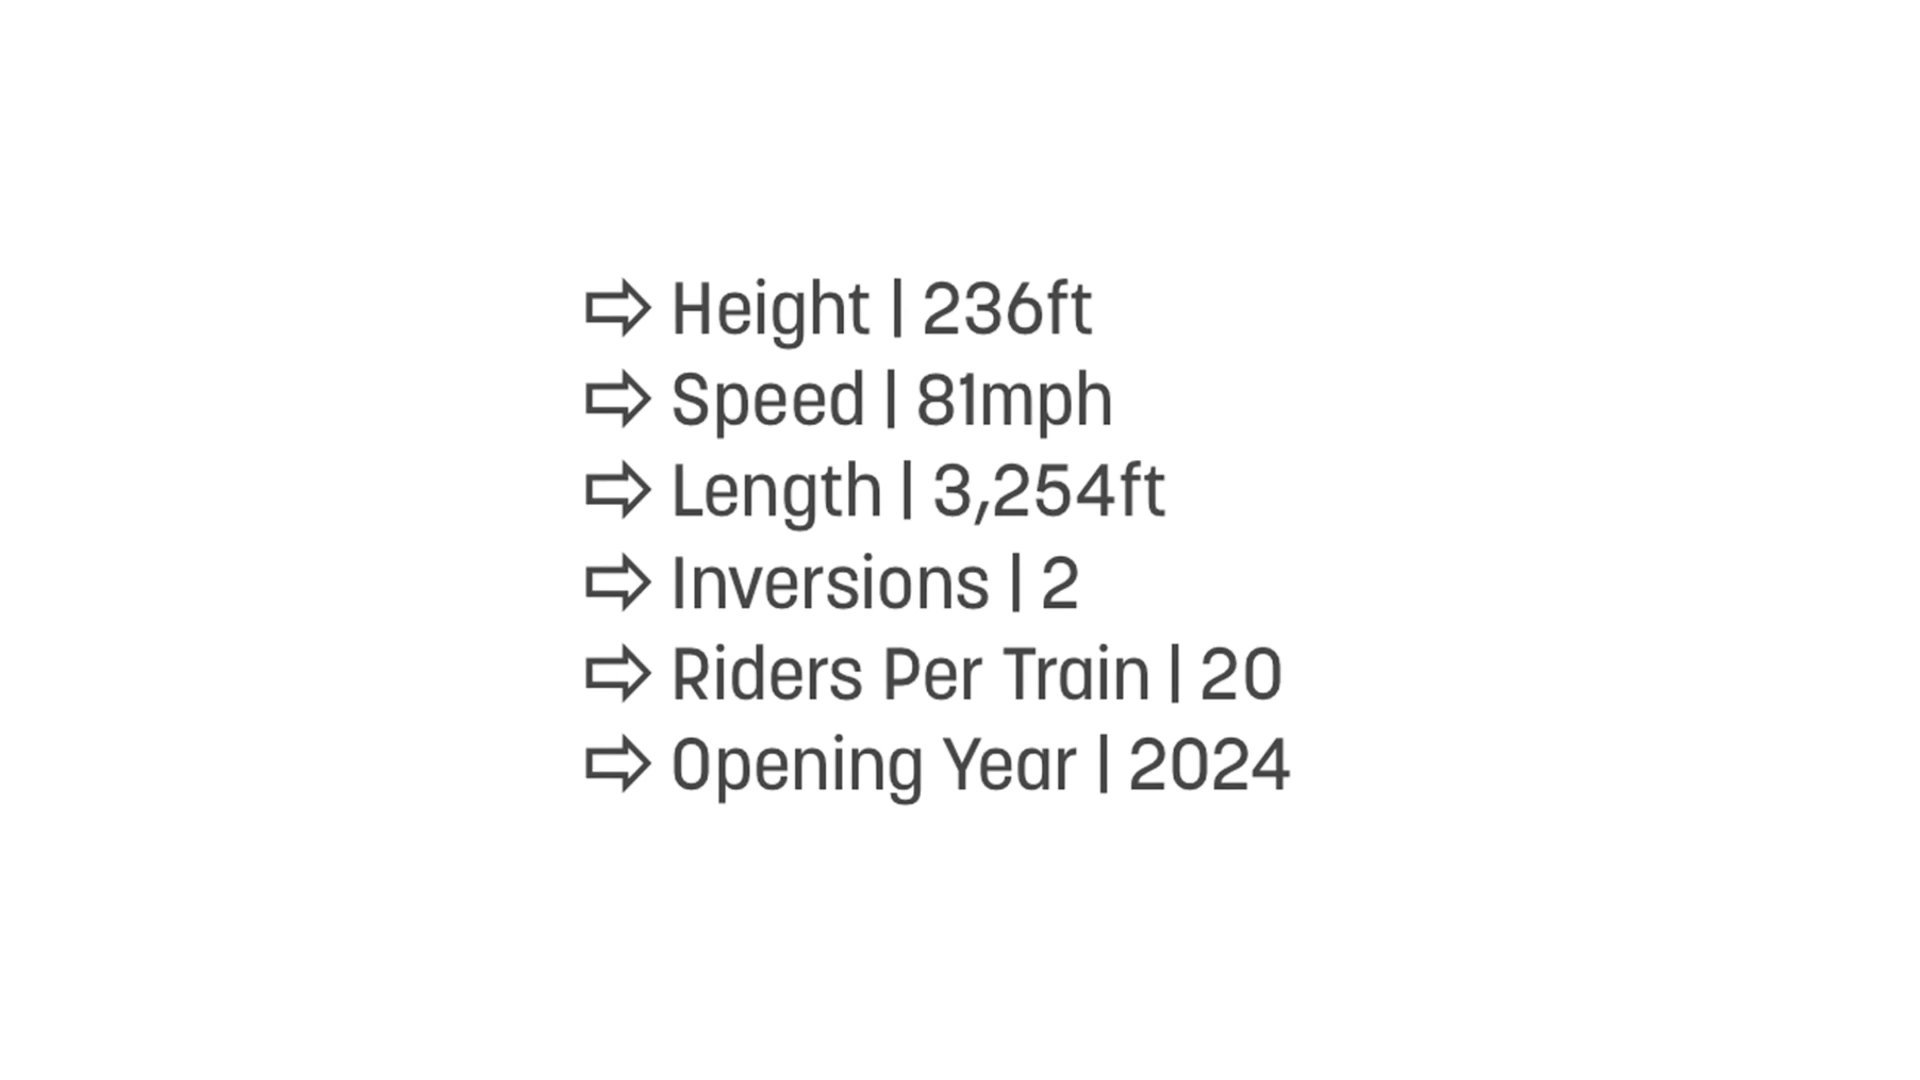 ⇨ Height | 236ft
⇨ Speed | 81mph
⇨ Length | 3,254ft
⇨ Inversions | 2
⇨ Riders Per Train | 20
⇨ Opening Year | 2024